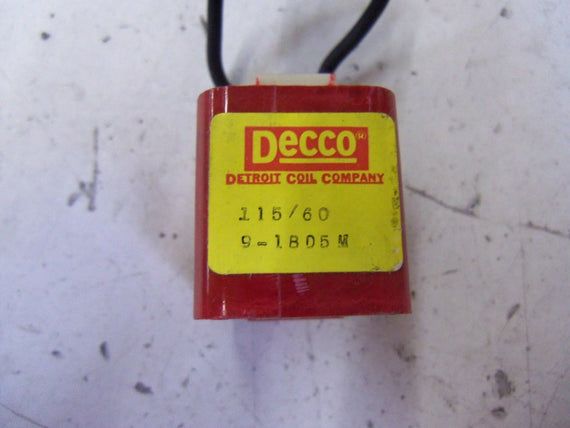 Decco®
DETROIT COIL COMPANY
115/60
9-1805M